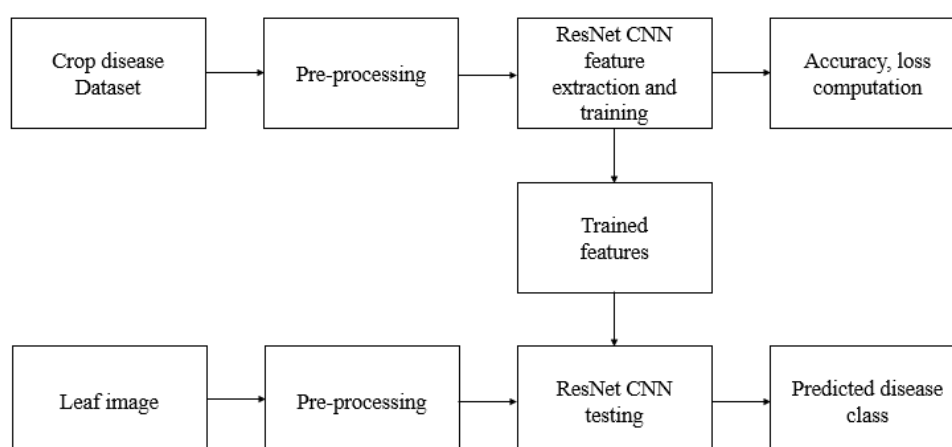 Crop disease
Dataset
Pre-processing
ResNet CNN
feature
extraction and
training
Accuracy, loss
computation
Trained
features
Leaf image
Pre-processing
ResNet CNN
testing
Predicted disease
class